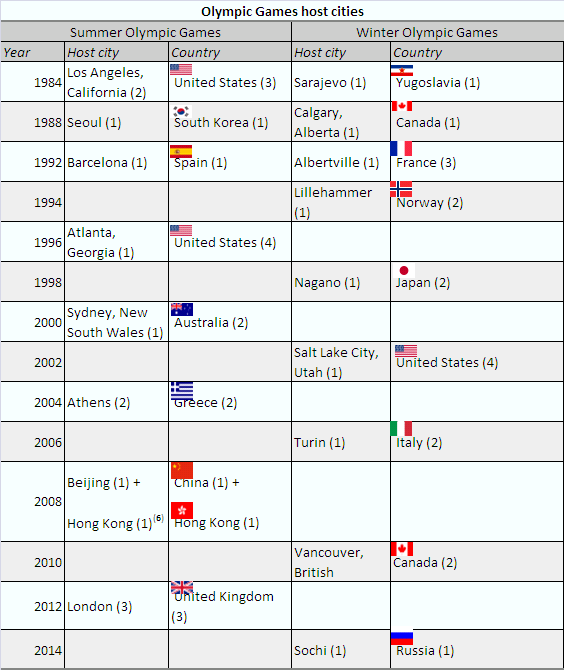 Olympic Games host cities
Summer Olympic Games Winter Olympic Games
Year Host city Country Host city Country
1984 Los Angeles, California (2) United States (3) Sarajevo (1) Yugoslavia (1)
1988 Seoul (1) South Korea (1) Calgary, Alberta (1) Canada (1)
1992 Barcelona (1) Spain (1) Albertville (1) France (3)
1994 Lillehammer (1) Norway (2)
1996 Atlanta, Georgia (1) United States (4)
1998 Nagano (1) Japan (2)
2000 Sydney, New South Wales (1) Australia (2)
2002 Salt Lake City, Utah (1) United States (4)
2004 Athens (2) Greece (2)
2006 Turin (1) Italy (2)
2008 Beijing (1) + Hong Kong (1)(6) China (1) + Hong Kong (1)
2010 Vancouver, British Canada (2)
2012 London (3) United Kingdom (3)
2014 Sochi (1) Russia (1)